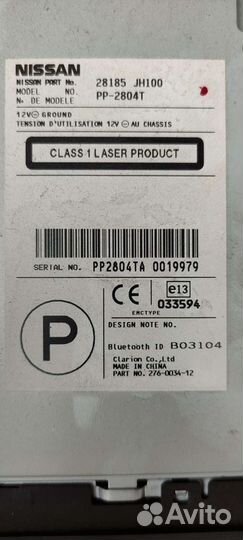 NISSAN
NISSAN PART No. 28185 JH100
MODEL NO. PP-2804T
No DE MODELE
12V⊖ GROUND
TENSION D'UTILISATION 12V ⊖ AU CHASSIS
CLASS 1 LASER PRODUCT
SERIAL NO. PP2804TA 0019979
CE e13
033594
EMCTYPE
P
DESIGN NOTE NO.
Bluetooth ID B03104
Clarion Co.,Ltd
MADE IN CHINA
PART NO. 276-0034-12
Avito